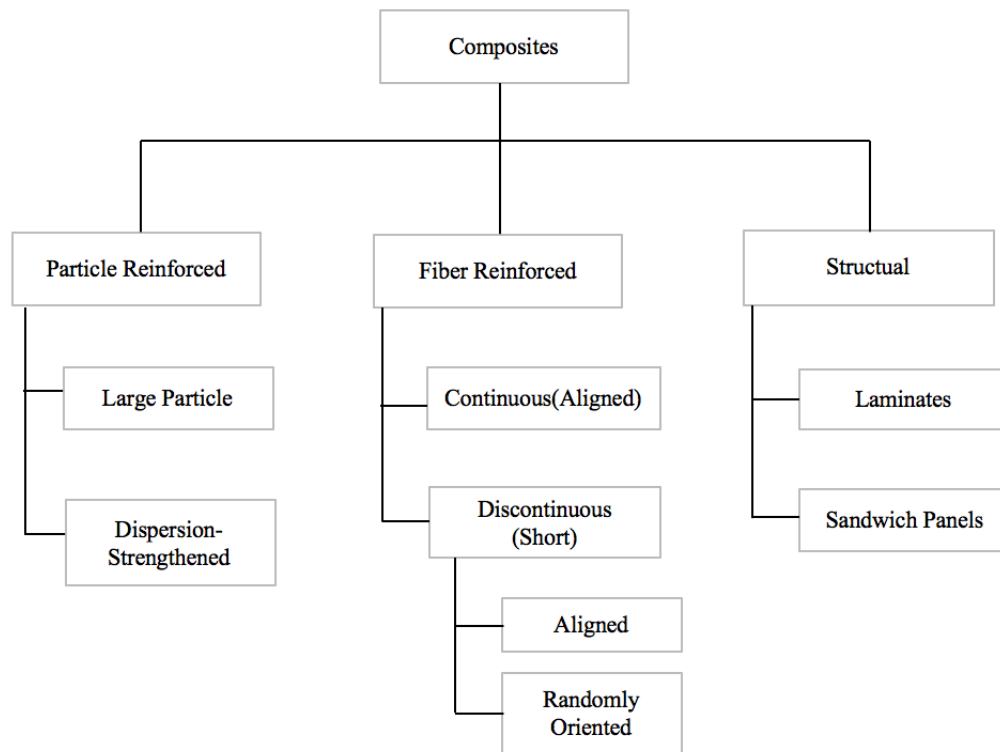 Composites
Particle Reinforced
Fiber Reinforced
Structual
Large Particle
Dispersion-
Strengthened
Continuous(Aligned)
Discontinuous
(Short)
Aligned
Randomly
Oriented
Laminates
Sandwich Panels